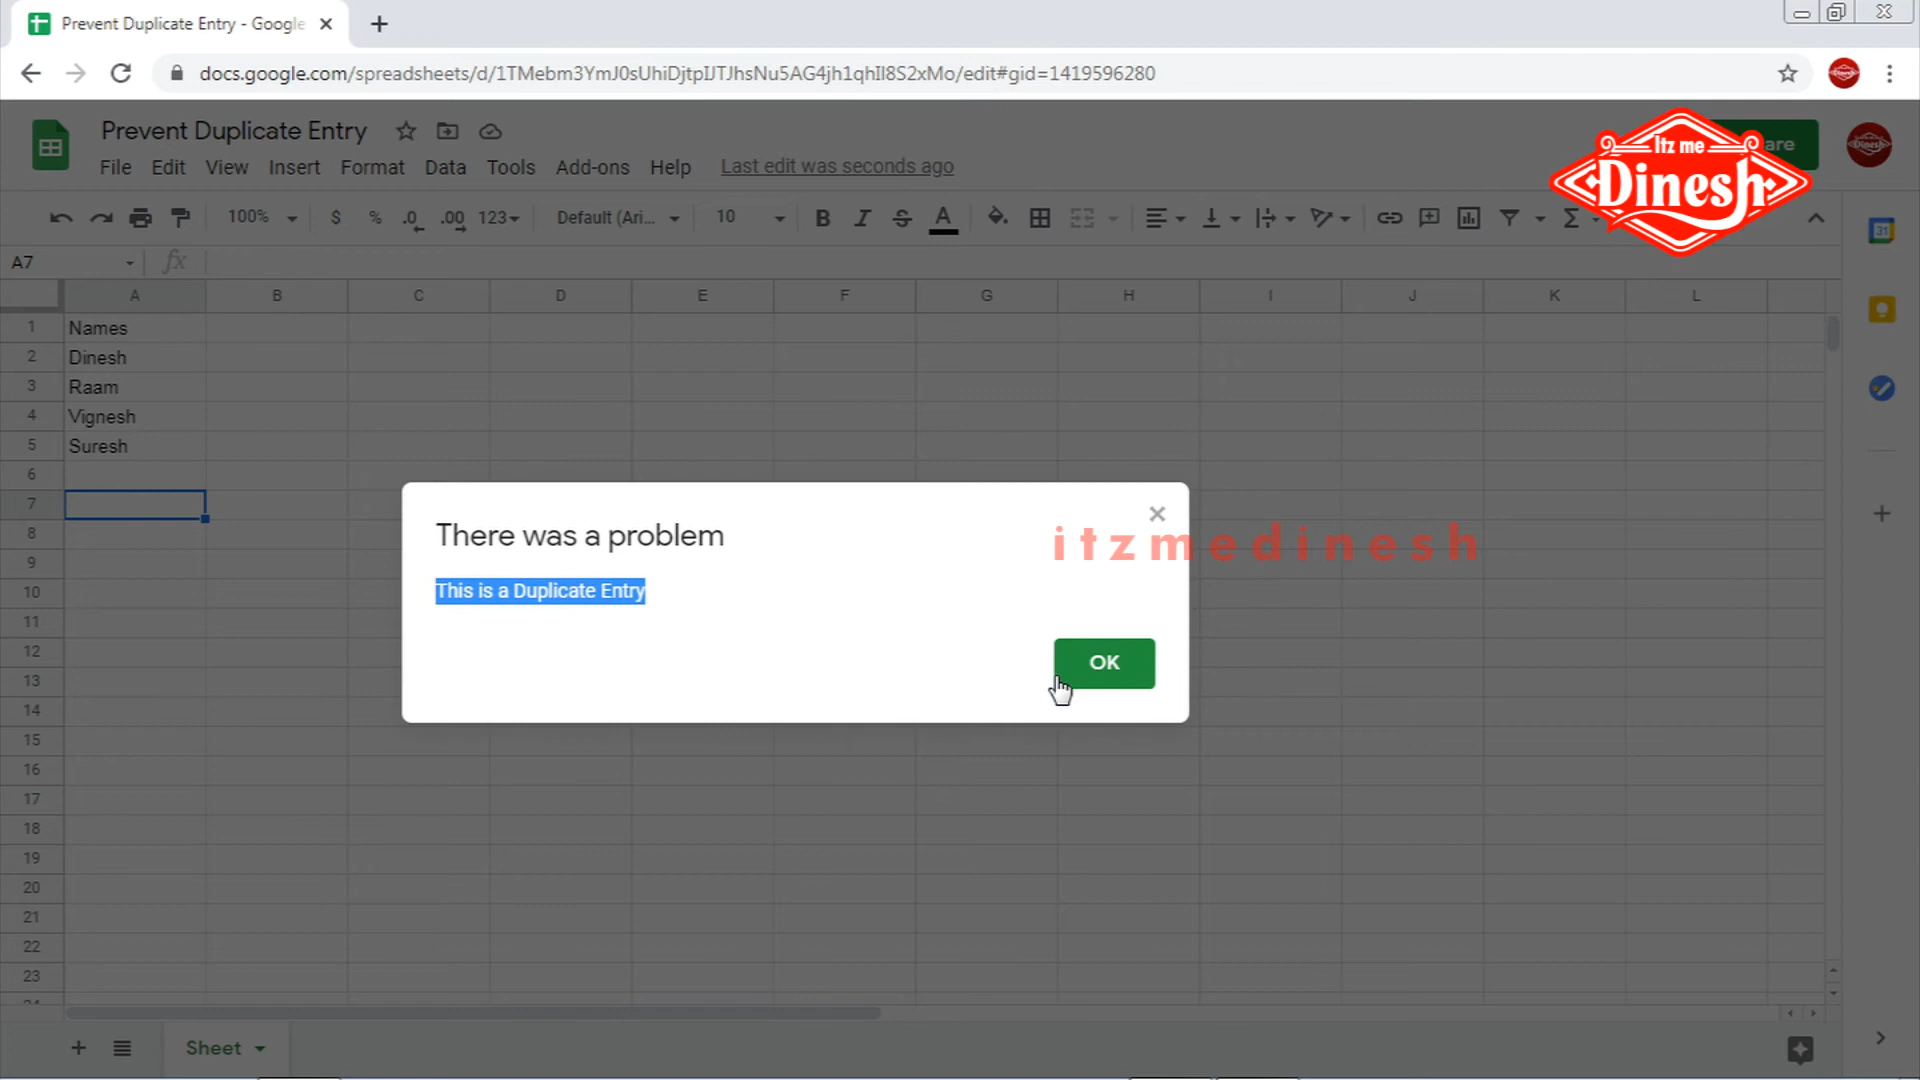 Prevent Duplicate Entry - Google
docs.google.com/spreadsheets/d/1TMebm3YmJ0sUhiDjtpIJTJhsNu5AG4jh1qhII8S2xMo/edit#gid=1419596280
Prevent Duplicate Entry
File Edit View Insert Format Data Tools Add-ons Help Last edit was seconds ago
Itz me
Dinesh
are
100% $ % .0 .00 123 Default (Ari... 10 B I S A Σ
31
A7 fx
A B C D E F G H I J K L
1 Names
2 Dinesh
3 Raam
4 Vignesh
5 Suresh
6
7
8
9
10
11
12
13
14
15
16
17
18
19
20
21
22
23
There was a problem
itzmedinesh
This is a Duplicate Entry
OK
Sheet